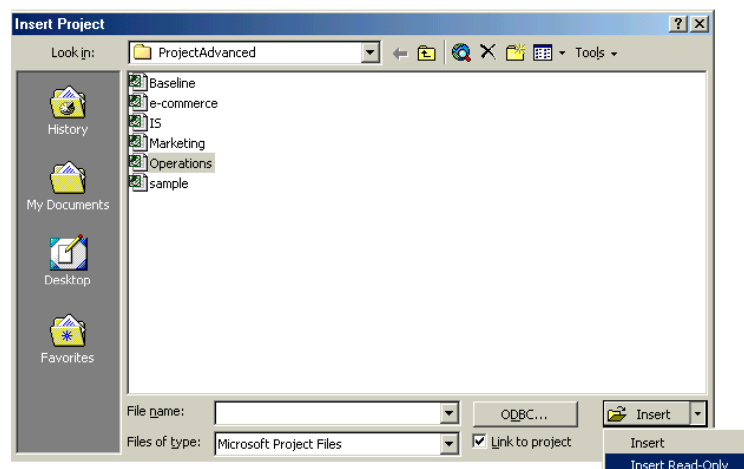 Insert Project
Look in: ProjectAdvanced Tools
Baseline
e-commerce
IS
Marketing
Operations
sample
History
My Documents
Desktop
Favorites
File name: ODBC... Insert
Files of type: Microsoft Project Files Link to project
Insert
Insert Read-Only